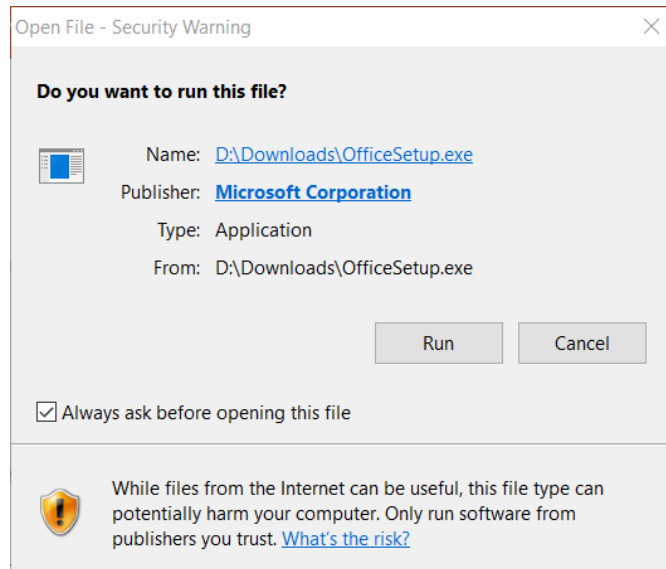 Open File - Security Warning
Do you want to run this file?
Name: D:\Downloads\OfficeSetup.exe
Publisher: Microsoft Corporation
Type: Application
From: D:\Downloads\OfficeSetup.exe
Run Cancel
Always ask before opening this file
While files from the Internet can be useful, this file type can
potentially harm your computer. Only run software from
publishers you trust. What's the risk?